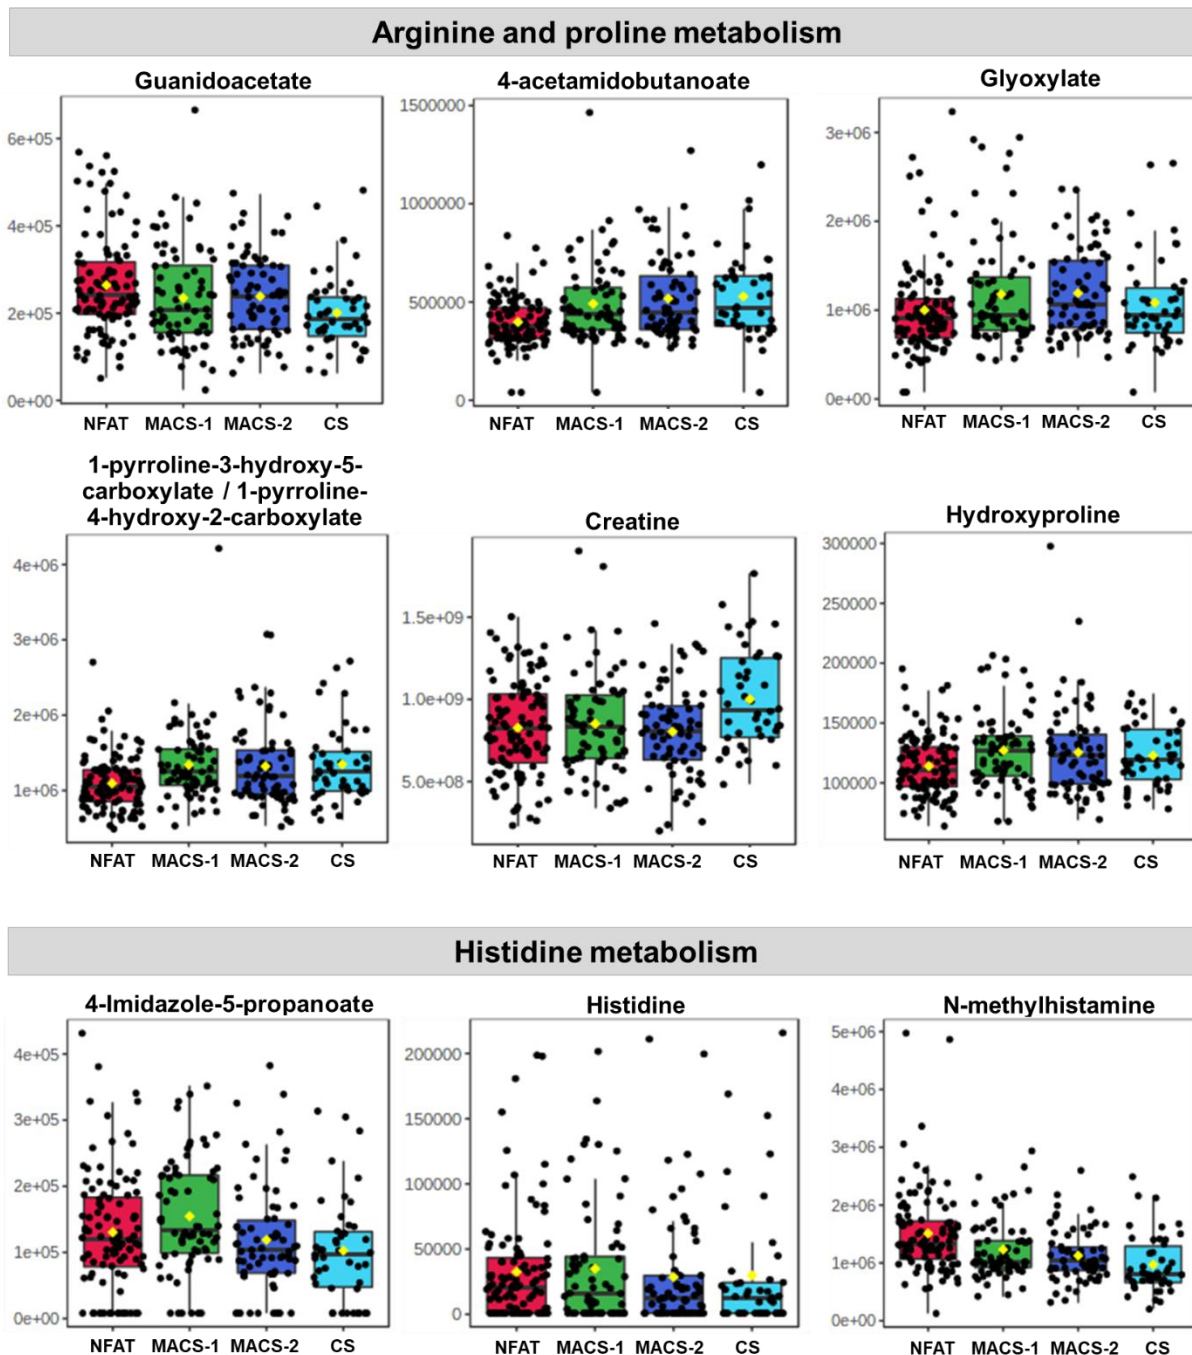 Arginine and proline metabolism
Guanidoacetate
4-acetamidobutanoate
Glyoxylate
6e+05
4e+05
2e+05
0e+00
NFAT MACS-1 MACS-2 CS
1500000
1000000
500000
0
NFAT MACS-1 MACS-2 CS
3e+06
2e+06
1e+06
0e+00
NFAT MACS-1 MACS-2 CS
1-pyrroline-3-hydroxy-5-
carboxylate / 1-pyrroline-
4-hydroxy-2-carboxylate
Creatine
Hydroxyproline
4e+06
3e+06
2e+06
1e+06
NFAT MACS-1 MACS-2 CS
1.5e+09
1.0e+09
5.0e+08
NFAT MACS-1 MACS-2 CS
300000
250000
200000
150000
100000
NFAT MACS-1 MACS-2 CS
Histidine metabolism
4-Imidazole-5-propanoate
Histidine
N-methylhistamine
4e+05
3e+05
2e+05
1e+05
0e+00
NFAT MACS-1 MACS-2 CS
200000
150000
100000
50000
0
NFAT MACS-1 MACS-2 CS
5e+06
4e+06
3e+06
2e+06
1e+06
0e+00
NFAT MACS-1 MACS-2 CS